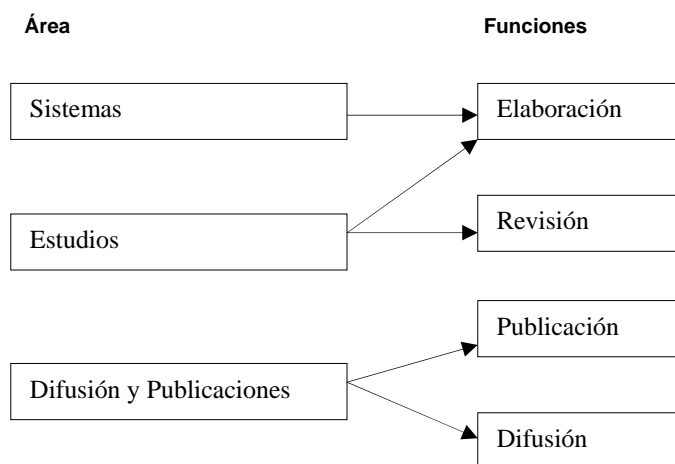 Área
Funciones
Sistemas
Elaboración
Estudios
Revisión
Publicación
Difusión y Publicaciones
Difusión